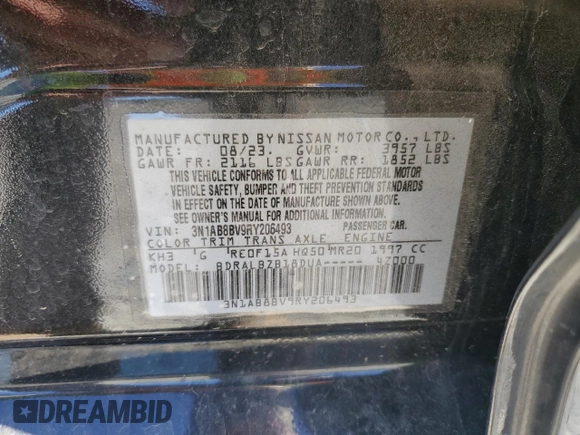 MANUFACTURED BY NISSAN MOTOR CO., LTD.
DATE: 08/23. GVWR: 3957 LBS
GAWR FR: 2116 LBS GAWR RR: 1852 LBS
THIS VEHICLE CONFORMS TO ALL APPLICABLE FEDERAL MOTOR
VEHICLE SAFETY, BUMPER AND THEFT PREVENTION STANDARDS
IN EFFECT ON THE DATE OF MANUFACTURE SHOWN ABOVE.
SEE OWNER'S MANUAL FOR ADDITIONAL INFORMATION.
VIN: 3N1AB8BV9RY206493 PASSENGER CAR.
COLOR TRIM TRANS AXLE ENGINE
KH3 G RE0F15A HQ50 MR20 1997 CC
MODEL: BDRALBZB18DUA----- 4Z000
3N1AB8BV9RY206493
DREAMBID